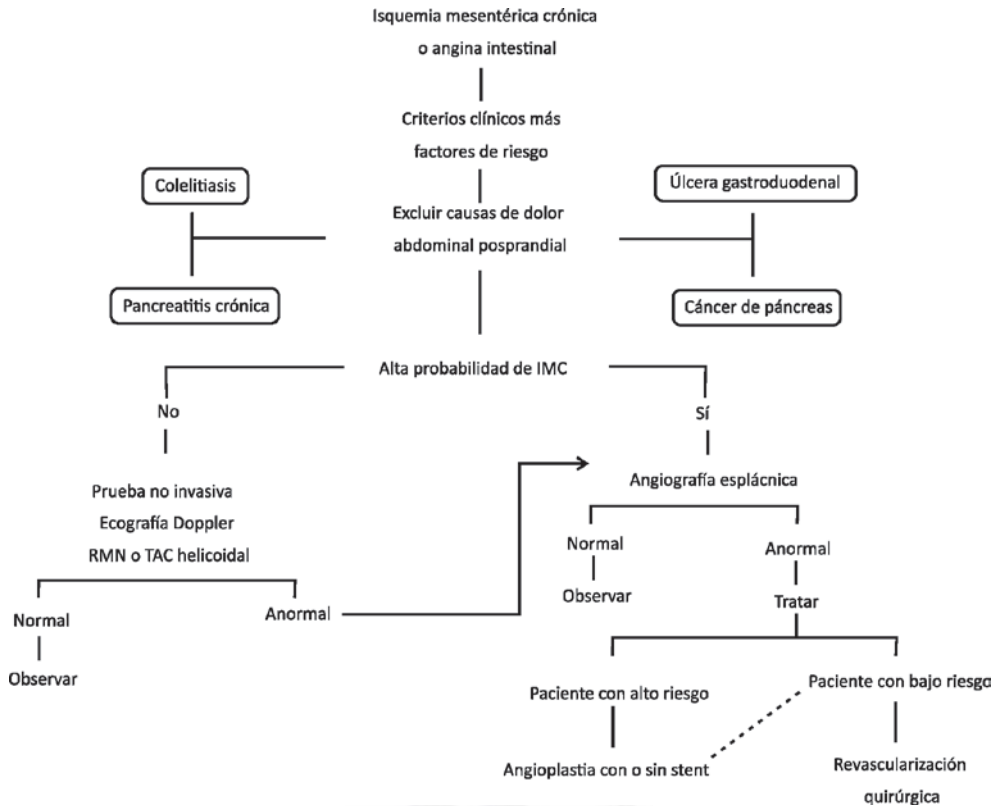 Isquemia mesentérica crónica
o angina intestinal
Criterios clínicos más
factores de riesgo
Colelitiasis
Úlcera gastroduodenal
Excluir causas de dolor
abdominal posprandial
Pancreatitis crónica
Cáncer de páncreas
Alta probabilidad de IMC
No
Sí
Prueba no invasiva
Ecografía Doppler
RMN o TAC helicoidal
Angiografía esplácnica
Normal
Anormal
Observar
Normal
Anormal
Observar
Tratar
Paciente con alto riesgo
Paciente con bajo riesgo
Angioplastia con o sin stent
Revascularización
quirúrgica